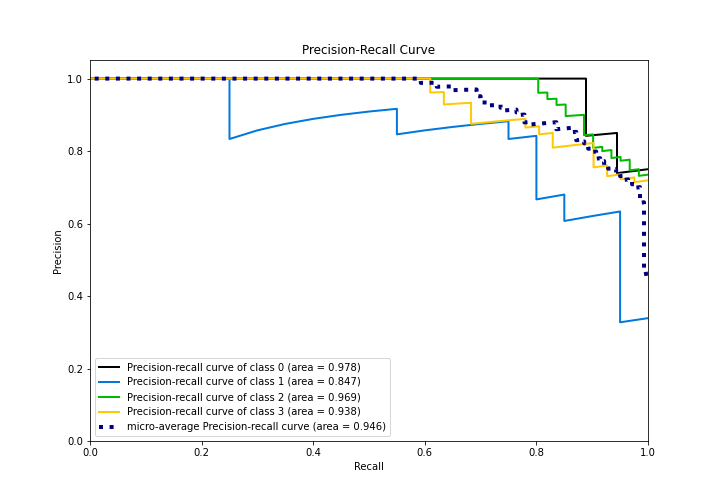 Precision-Recall Curve
1.0
0.8
0.6
0.4
0.2
0.0
Precision
Precision-recall curve of class 0 (area = 0.978)
Precision-recall curve of class 1 (area = 0.847)
Precision-recall curve of class 2 (area = 0.969)
Precision-recall curve of class 3 (area = 0.938)
micro-average Precision-recall curve (area = 0.946)
0.0 0.2 0.4 0.6 0.8 1.0
Recall